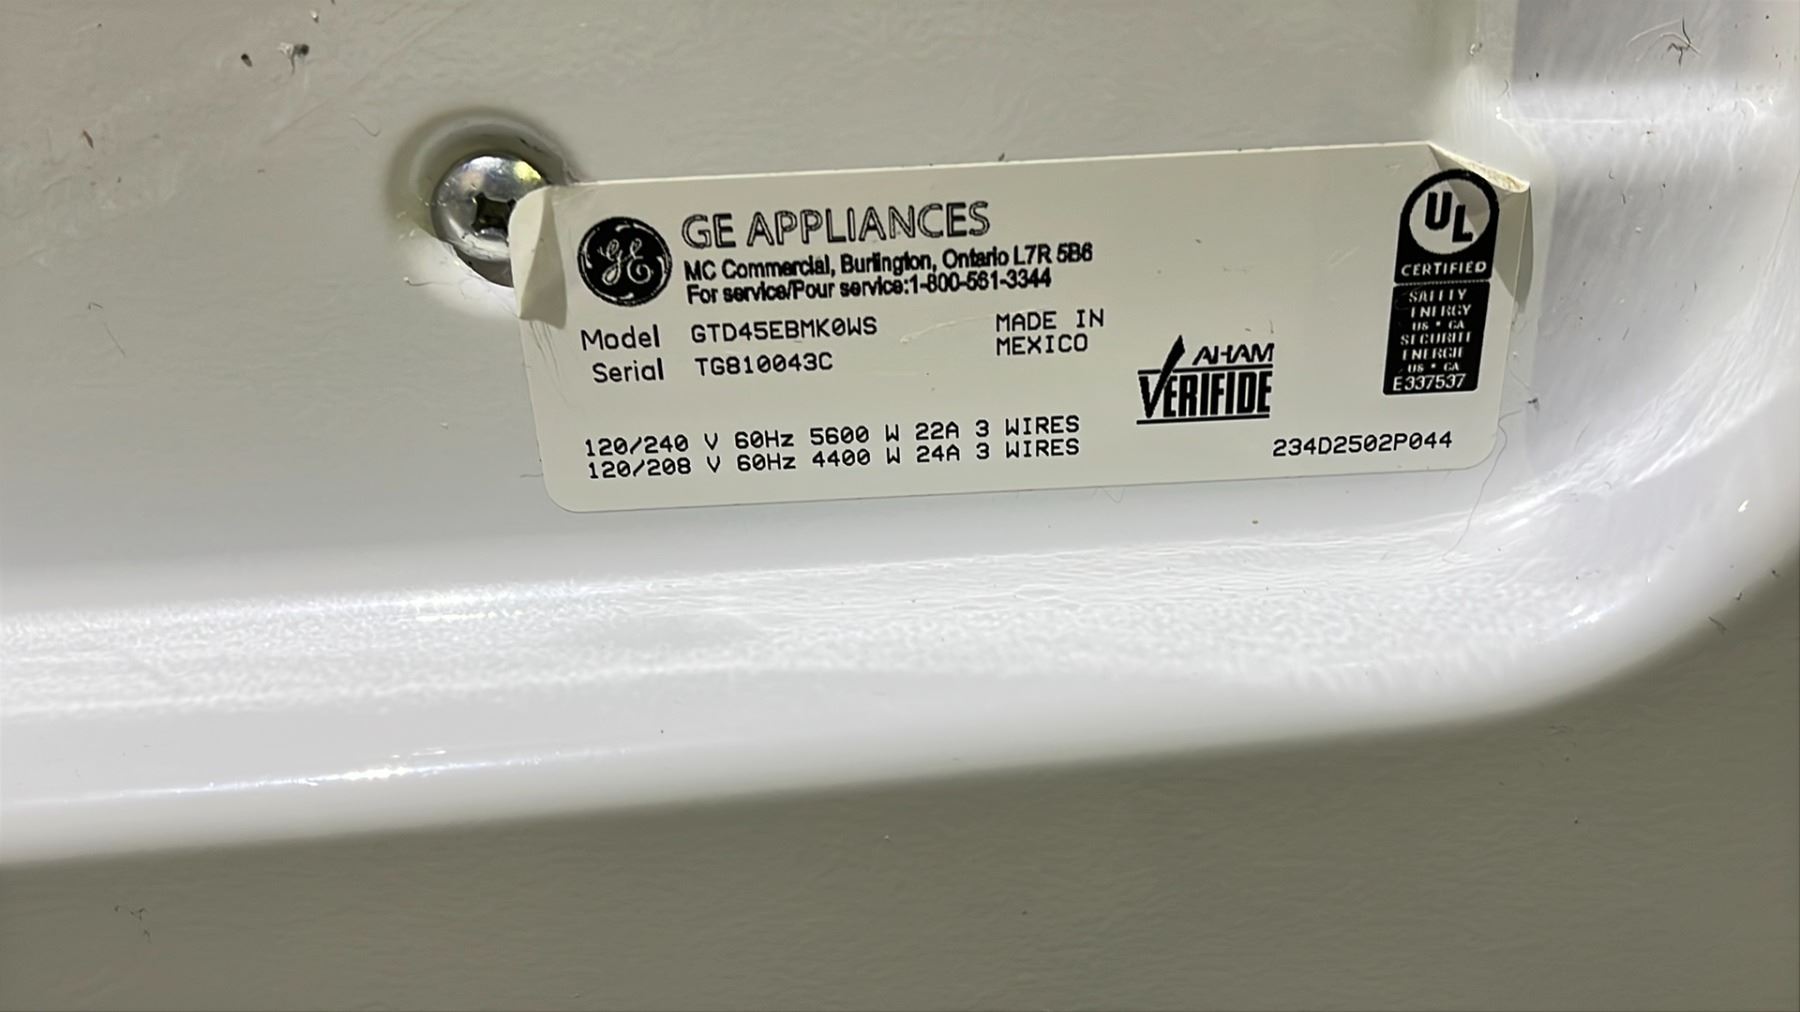 GE
GE APPLIANCES
MC Commercial, Burlington, Ontario L7R 5B6
For service/Pour service:1-800-561-3344
Model GTD45EBMK0WS
Serial TG810043C
MADE IN
MEXICO
120/240 V 60Hz 5600 W 22A 3 WIRES
120/208 V 60Hz 4400 W 24A 3 WIRES
AHAM
VERIFIDE
UL
CERTIFIED
SAFETY
ENERGY
US • CA
SÉCURITÉ
ÉNERGIE
US • CA
E337537
234D2502P044